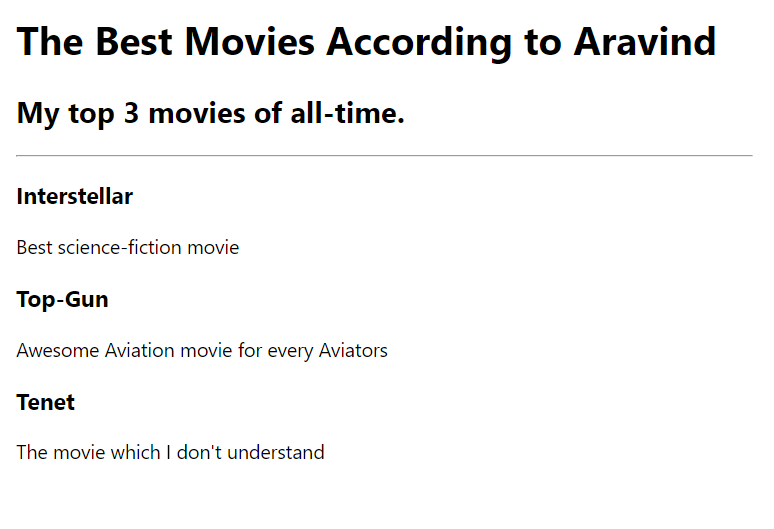 The Best Movies According to Aravind
My top 3 movies of all-time.
Interstellar
Best science-fiction movie
Top-Gun
Awesome Aviation movie for every Aviators
Tenet
The movie which I don't understand